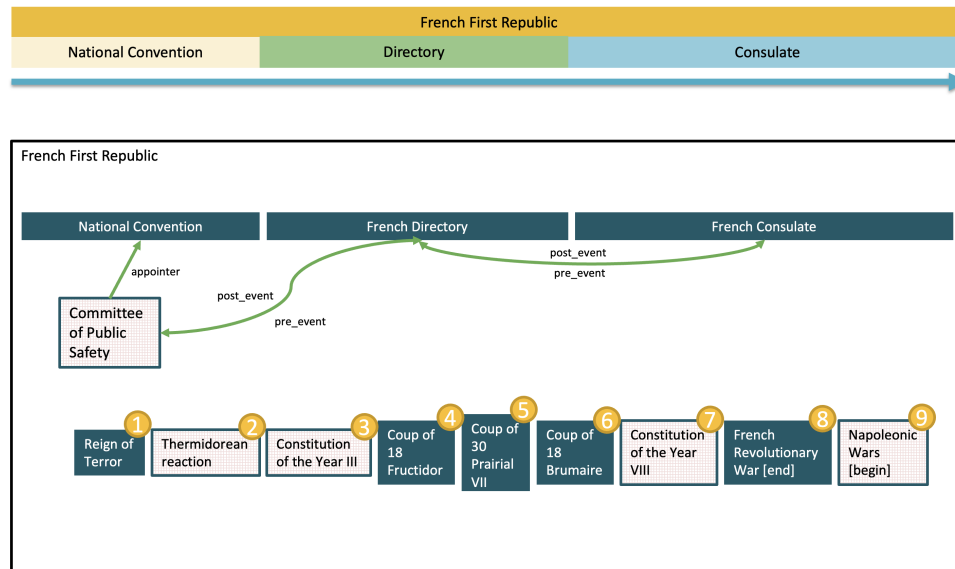 French First Republic
National Convention
Directory
Consulate
French First Republic
National Convention
French Directory
French Consulate
appointer
post_event
pre_event
post_event
pre_event
Committee
of Public
Safety
1
Reign of
Terror
2
Thermidorean
reaction
3
Constitution
of the Year III
4
Coup of
18
Fructidor
5
Coup of
30
Prairial
VII
6
Coup of
18
Brumaire
7
Constitution
of the Year
VIII
8
French
Revolutionary
War [end]
9
Napoleonic
Wars
[begin]